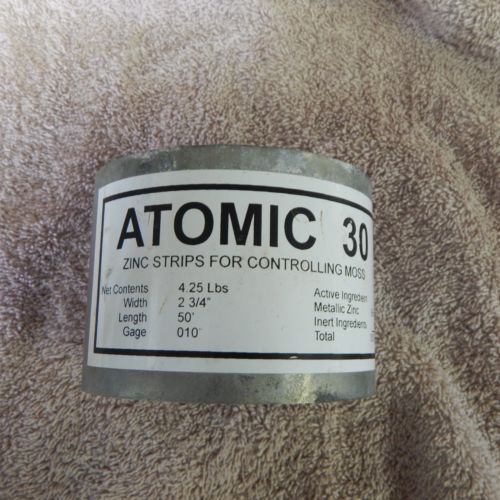 ATOMIC 30
ZINC STRIPS FOR CONTROLLING MOSS
Net Contents 4.25 Lbs
Width 2 3/4"
Length 50'
Gage 010"
Active Ingredient
Metallic Zinc
Inert Ingredients
Total